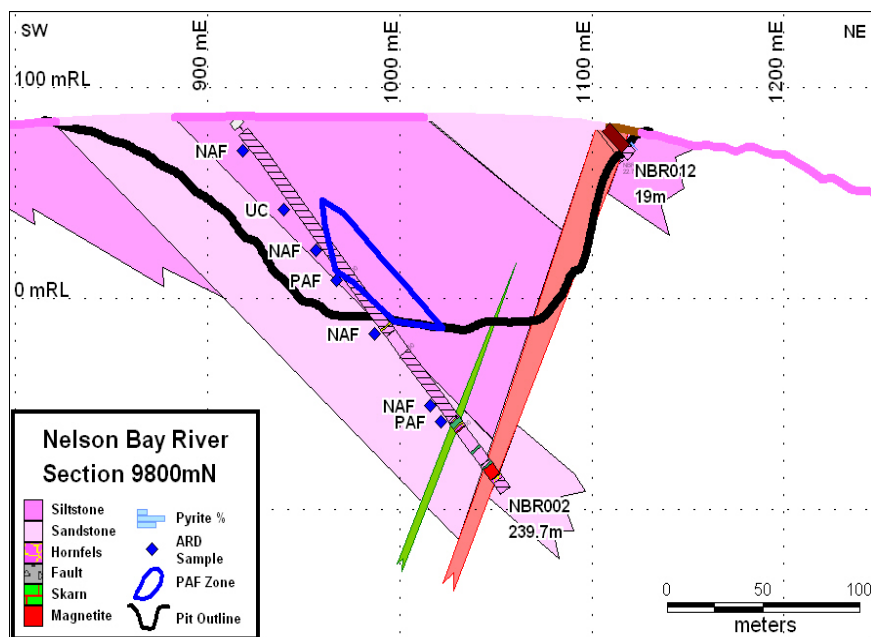 SW
900 mE
1000 mE
1100 mE
1200 mE
NE
100 mRL
NAF
NBR012
19m
UC
NAF
PAF
0 mRL
NAF
NAF
PAF
NBR002
239.7m
Nelson Bay River
Section 9800mN
Siltstone
Sandstone
Hornfels
Fault
Skarn
Magnetite
Pyrite %
ARD
Sample
PAF Zone
Pit Outline
0 50 100
meters